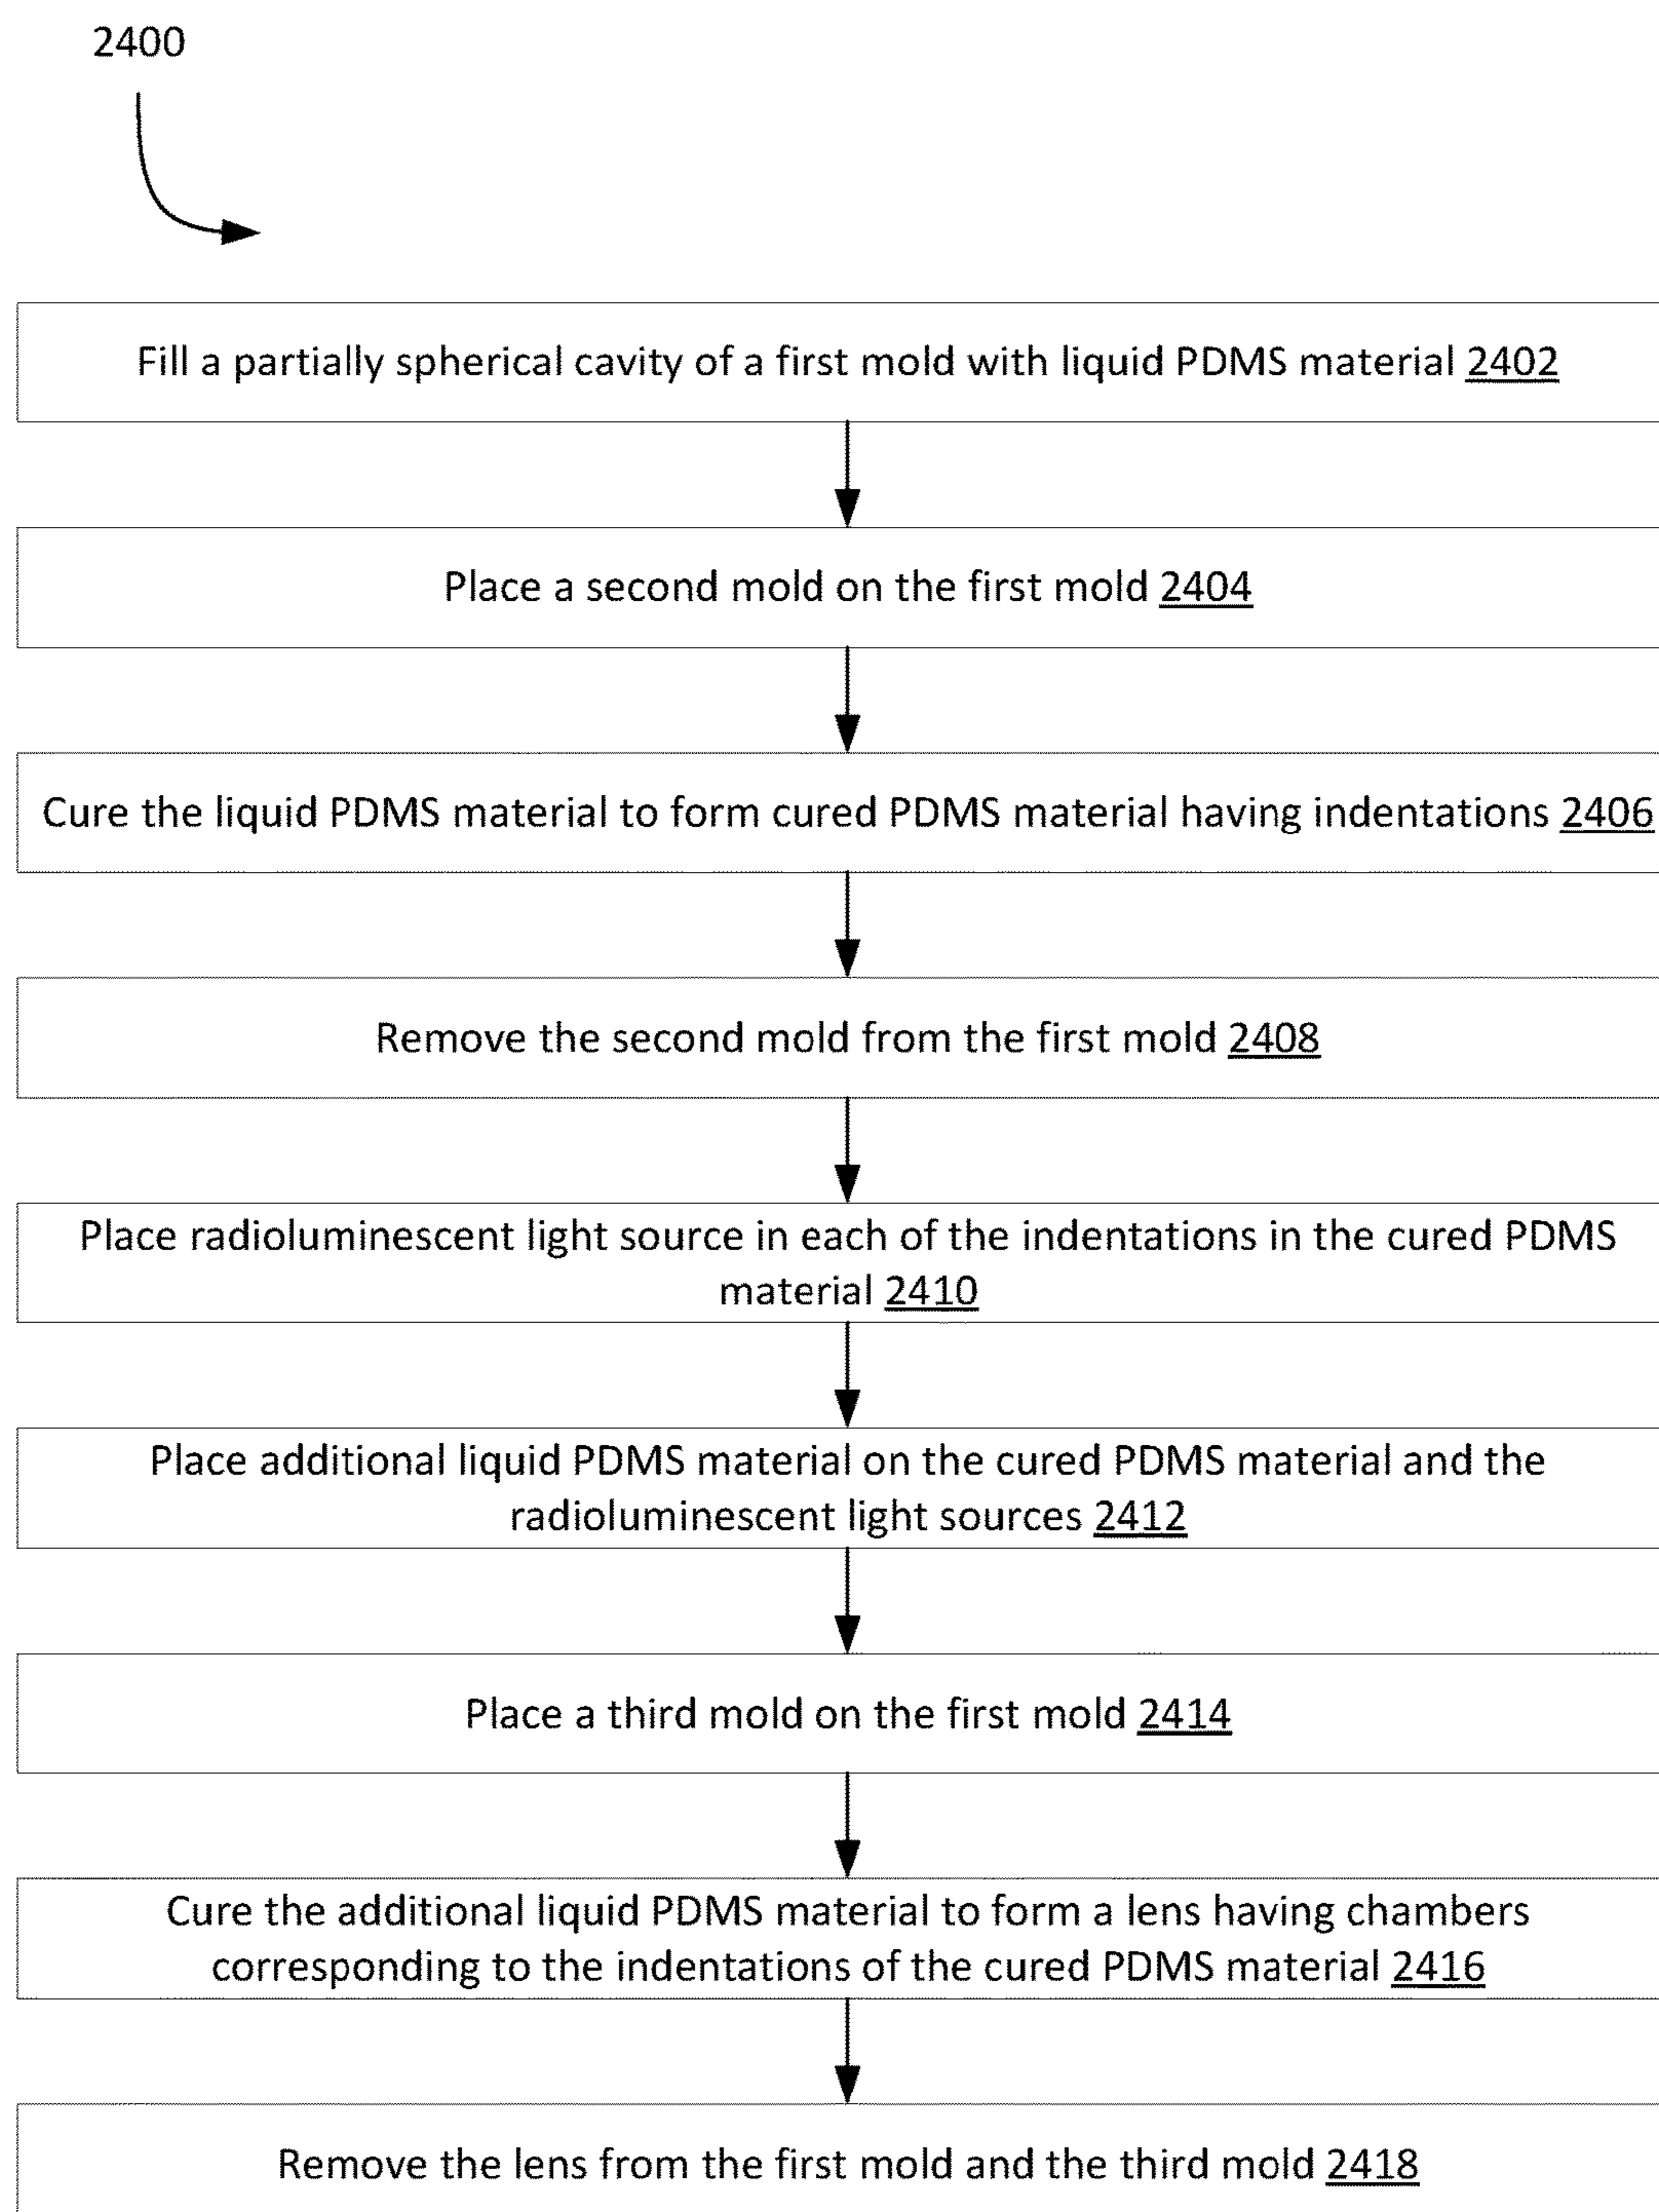 2400
Fill a partially spherical cavity of a first mold with liquid PDMS material 2402
Place a second mold on the first mold 2404
Cure the liquid PDMS material to form cured PDMS material having indentations 2406
Remove the second mold from the first mold 2408
Place radioluminescent light source in each of the indentations in the cured PDMS
material 2410
Place additional liquid PDMS material on the cured PDMS material and the
radioluminescent light sources 2412
Place a third mold on the first mold 2414
Cure the additional liquid PDMS material to form a lens having chambers
corresponding to the indentations of the cured PDMS material 2416
Remove the lens from the first mold and the third mold 2418